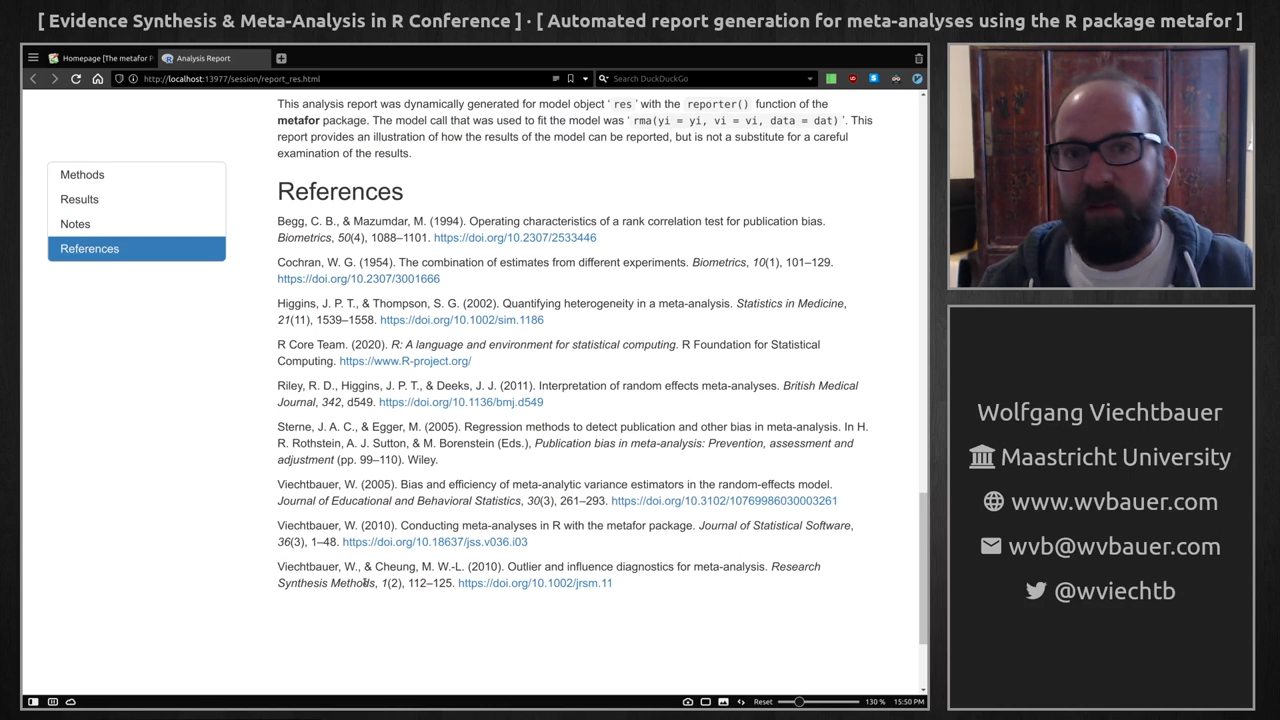 [ Evidence Synthesis & Meta-Analysis in R Conference ] · [ Automated report generation for meta-analyses using the R package metafor ]
Homepage [The metafor P
Analysis Report
http://localhost:13977/session/report_res.html
Search DuckDuckGo
This analysis report was dynamically generated for model object ‘res’ with the reporter() function of the
metafor package. The model call that was used to fit the model was ‘rma(yi = yi, vi = vi, data = dat)’. This
report provides an illustration of how the results of the model can be reported, but is not a substitute for a careful
examination of the results.
Methods
Results
Notes
References
References
Begg, C. B., & Mazumdar, M. (1994). Operating characteristics of a rank correlation test for publication bias.
Biometrics, 50(4), 1088–1101. https://doi.org/10.2307/2533446
Cochran, W. G. (1954). The combination of estimates from different experiments. Biometrics, 10(1), 101–129.
https://doi.org/10.2307/3001666
Higgins, J. P. T., & Thompson, S. G. (2002). Quantifying heterogeneity in a meta-analysis. Statistics in Medicine,
21(11), 1539–1558. https://doi.org/10.1002/sim.1186
R Core Team. (2020). R: A language and environment for statistical computing. R Foundation for Statistical
Computing. https://www.R-project.org/
Riley, R. D., Higgins, J. P. T., & Deeks, J. J. (2011). Interpretation of random effects meta-analyses. British Medical
Journal, 342, d549. https://doi.org/10.1136/bmj.d549
Sterne, J. A. C., & Egger, M. (2005). Regression methods to detect publication and other bias in meta-analysis. In H.
R. Rothstein, A. J. Sutton, & M. Borenstein (Eds.), Publication bias in meta-analysis: Prevention, assessment and
adjustment (pp. 99–110). Wiley.
Viechtbauer, W. (2005). Bias and efficiency of meta-analytic variance estimators in the random-effects model.
Journal of Educational and Behavioral Statistics, 30(3), 261–293. https://doi.org/10.3102/10769986030003261
Viechtbauer, W. (2010). Conducting meta-analyses in R with the metafor package. Journal of Statistical Software,
36(3), 1–48. https://doi.org/10.18637/jss.v036.i03
Viechtbauer, W., & Cheung, M. W.-L. (2010). Outlier and influence diagnostics for meta-analysis. Research
Synthesis Methods, 1(2), 112–125. https://doi.org/10.1002/jrsm.11
Reset
130 %
15:50 PM
Wolfgang Viechtbauer
Maastricht University
www.wvbauer.com
wvb@wvbauer.com
@wviechtb